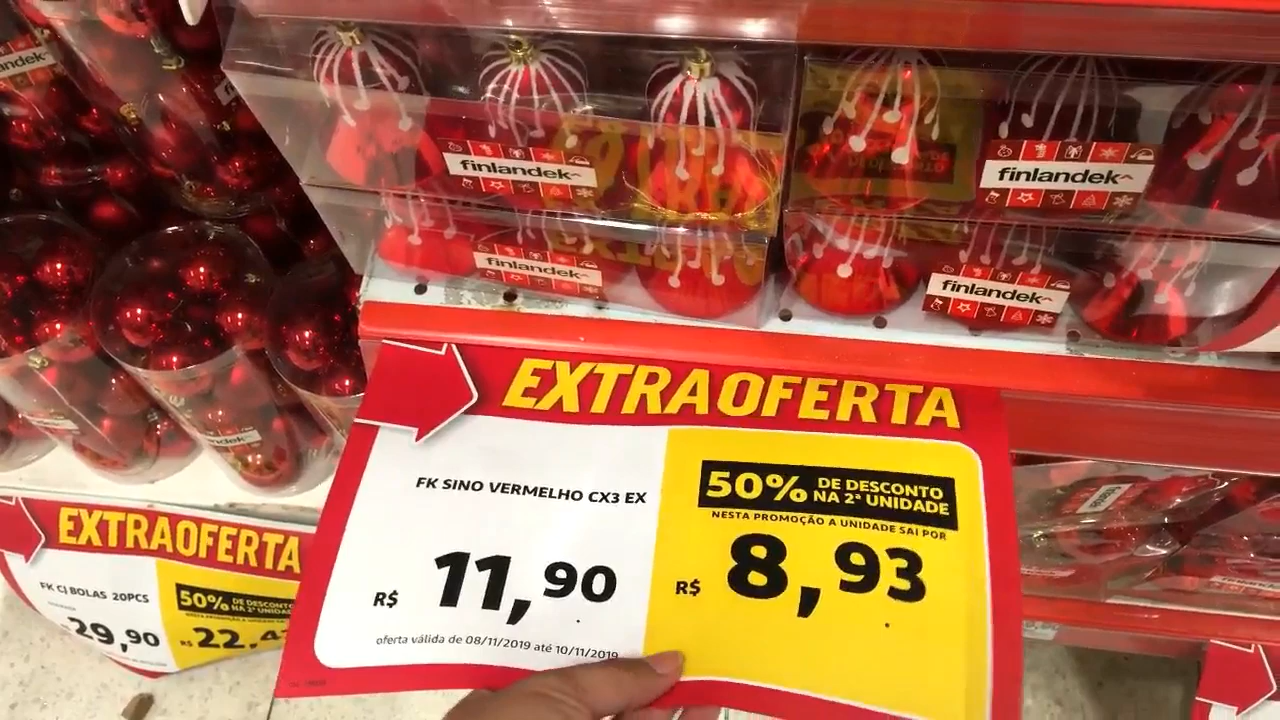 finlandek
finlandek
finlandek
finlandek
EXTRAOFERTA
FK SINO VERMELHO CX3 EX
R$ 11,90
oferta válida de 08/11/2019 até 10/11/2019
50% DE DESCONTO
NA 2ª UNIDADE
NESTA PROMOÇÃO A UNIDADE SAI POR
R$ 8,93
EXTRAOFERTA
FK CJ BOLAS 20PCS
29,90
50% DE DESCONTO
NA 2ª UNIDADE
R$ 22,4